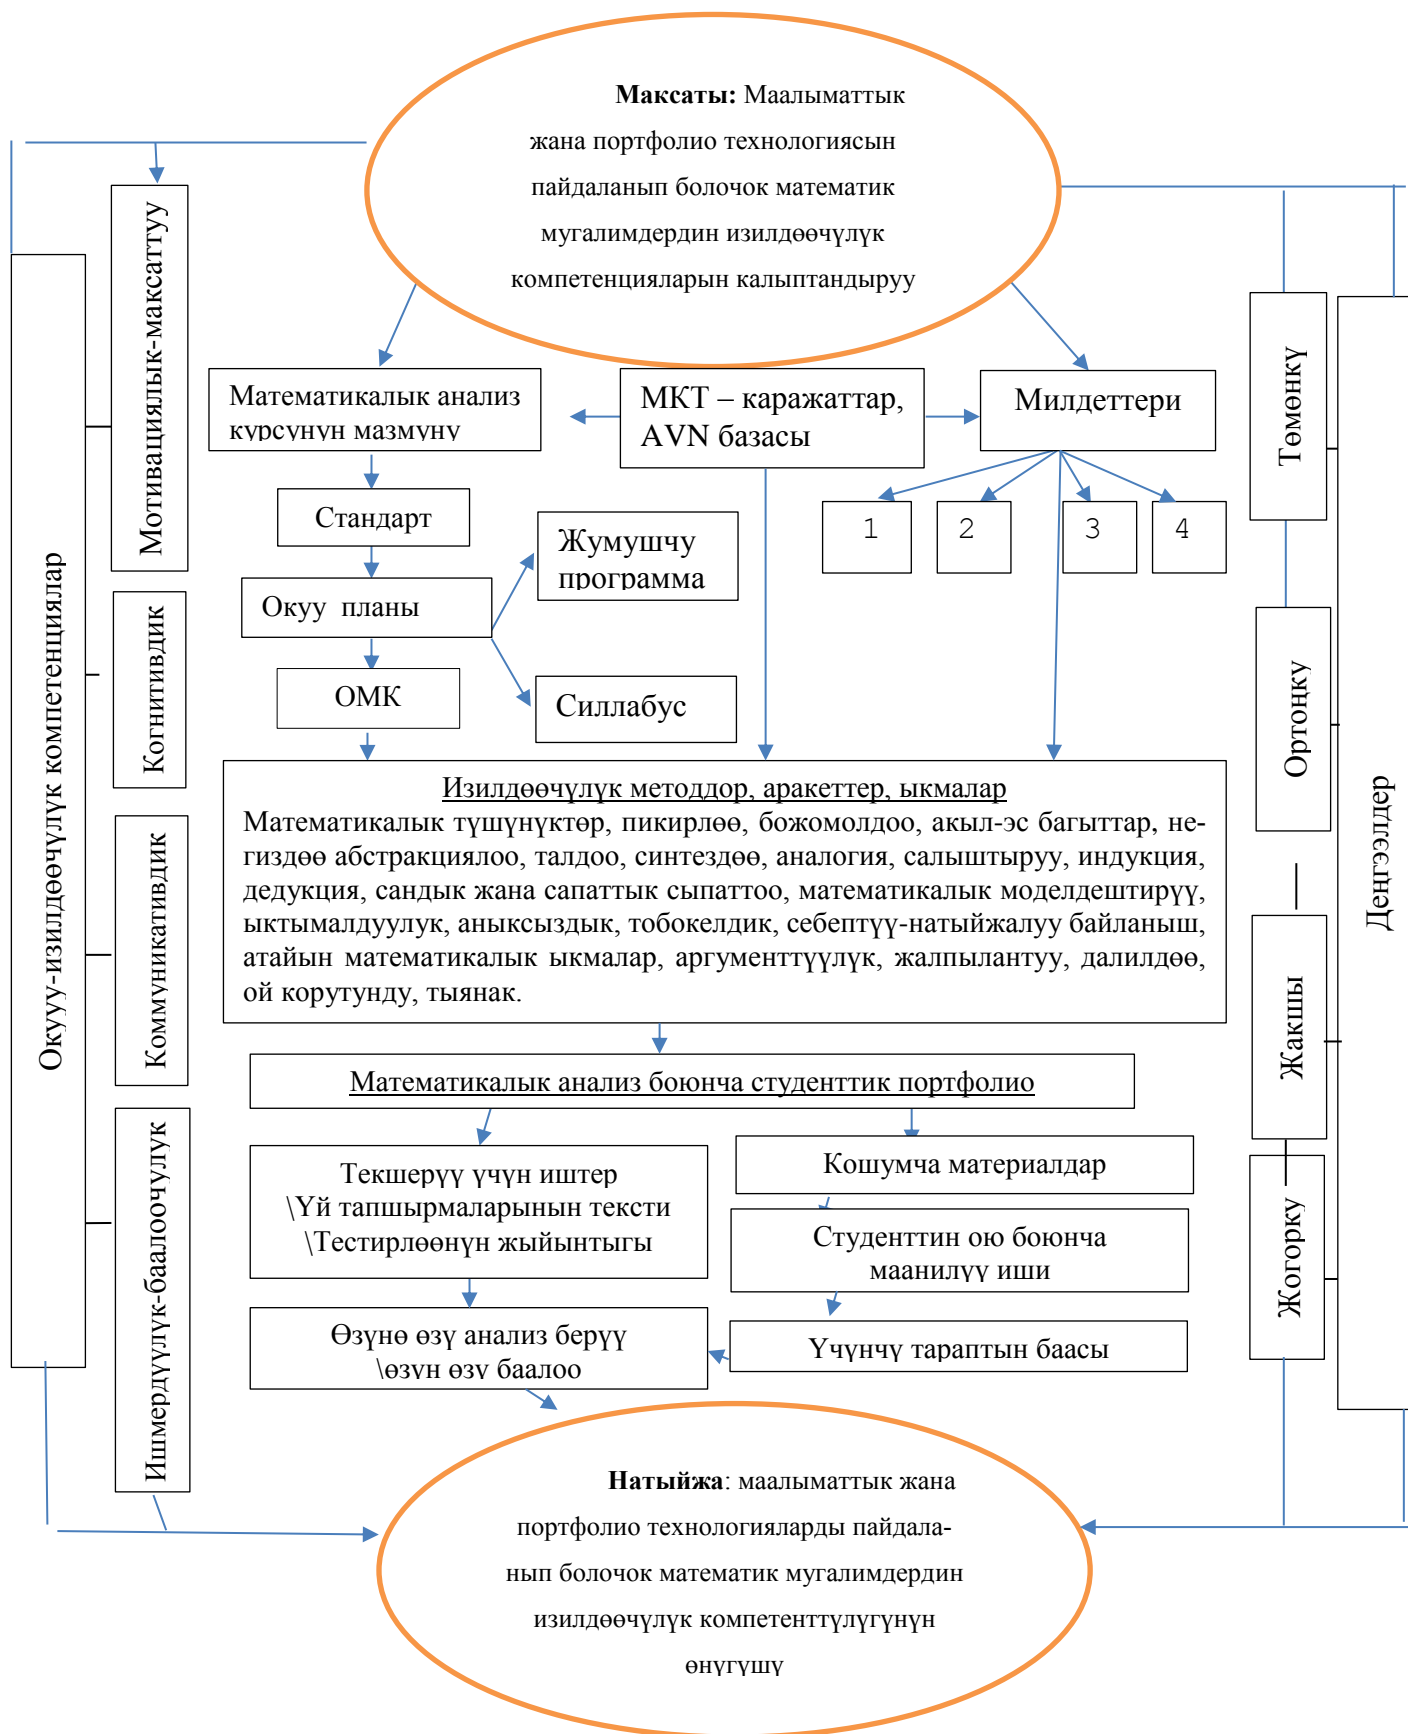 Максаты: Маалыматтык
жана портфолио технологиясын
пайдаланып болочок математик
мугалимдердин изилдөөчүлүк
компетенцияларын калыптандыруу
Окууу-изилдөөчүлүк компетенциялар
Мотивациялык-максаттуу
Когнитивдик
Коммуникативдик
Ишмердүүлүк-баалоочулук
Математикалык анализ
курсунун мазмуну
МКТ – каражаттар,
AVN базасы
Милдеттери
1
2
3
4
Стандарт
Окуу планы
ОМК
Жумушчу
программа
Силлабус
Изилдөөчүлүк методдор, аракеттер, ыкмалар
Математикалык түшүнүктөр, пикирлөө, божомолдоо, акыл-эс багыттар, не-
гиздөө абстракциялоо, талдоо, синтездөө, аналогия, салыштыруу, индукция,
дедукция, сандык жана сапаттык сыпаттоо, математикалык моделдештирүү,
ыктымалдуулук, аныксыздык, тобокелдик, себептүү-натыйжалуу байланыш,
атайын математикалык ыкмалар, аргументтүүлүк, жалпылантуу, далилдөө,
ой корутунду, тыянак.
Математикалык анализ боюнча студенттик портфолио
Текшерүү үчүн иштер
\Үй тапшырмаларынын тексти
\Тестирлөөнүн жыйынтыгы
Кошумча материалдар
Студенттин ою боюнча
маанилүү иши
Өзүнө өзү анализ берүү
\өзүн өзү баалоо
Үчүнчү тараптын баасы
Төмөнкү
Ортоңку
Жакшы
Жогорку
Деңгээлдер
Натыйжа: маалыматтык жана
портфолио технологияларды пайдала-
нып болочок математик мугалимдердин
изилдөөчүлүк компетенттүлүгүнүн
өнүгүшү